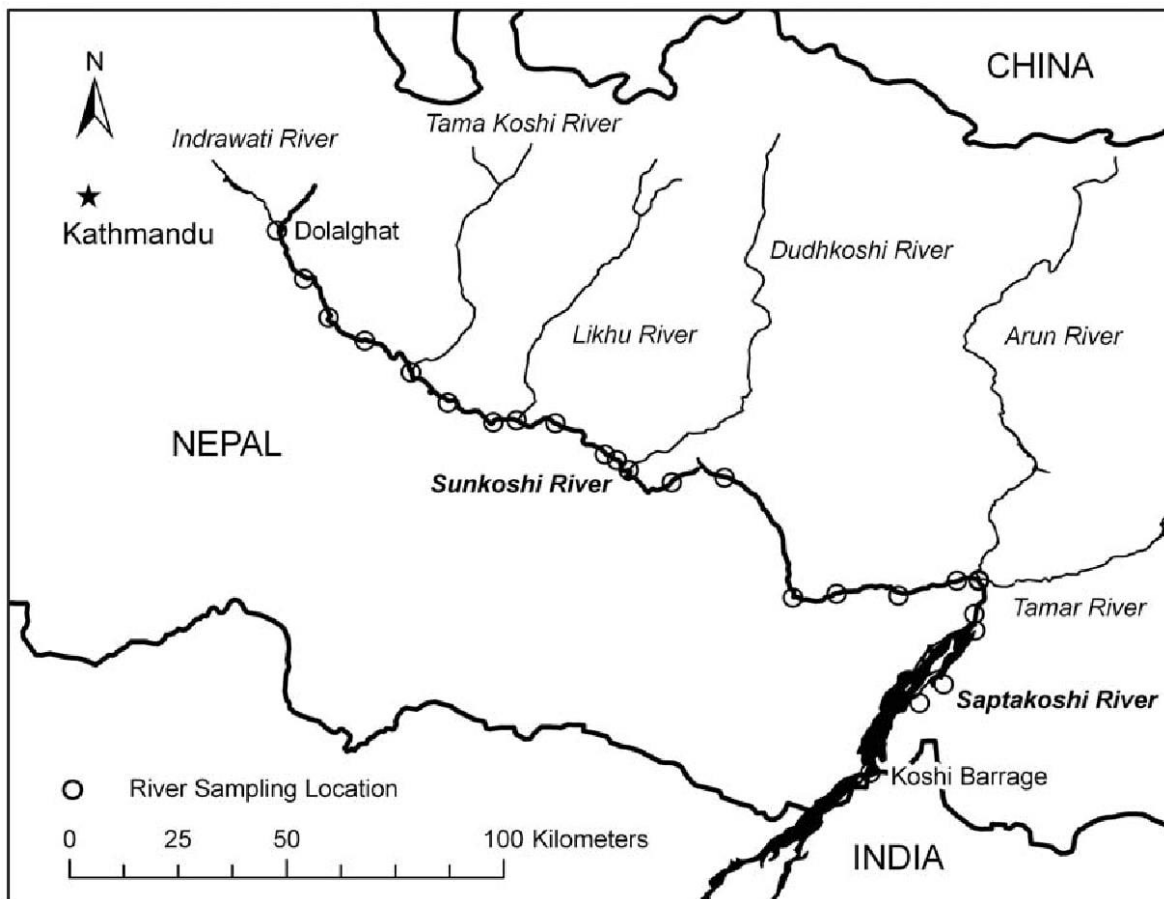 CHINA
N
Tama Koshi River
Indrawati River
Kathmandu
Dolalghat
Dudhkoshi River
Likhu River
Arun River
NEPAL
Sunkoshi River
Tamar River
Saptakoshi River
Koshi Barrage
River Sampling Location
0 25 50 100 Kilometers
INDIA